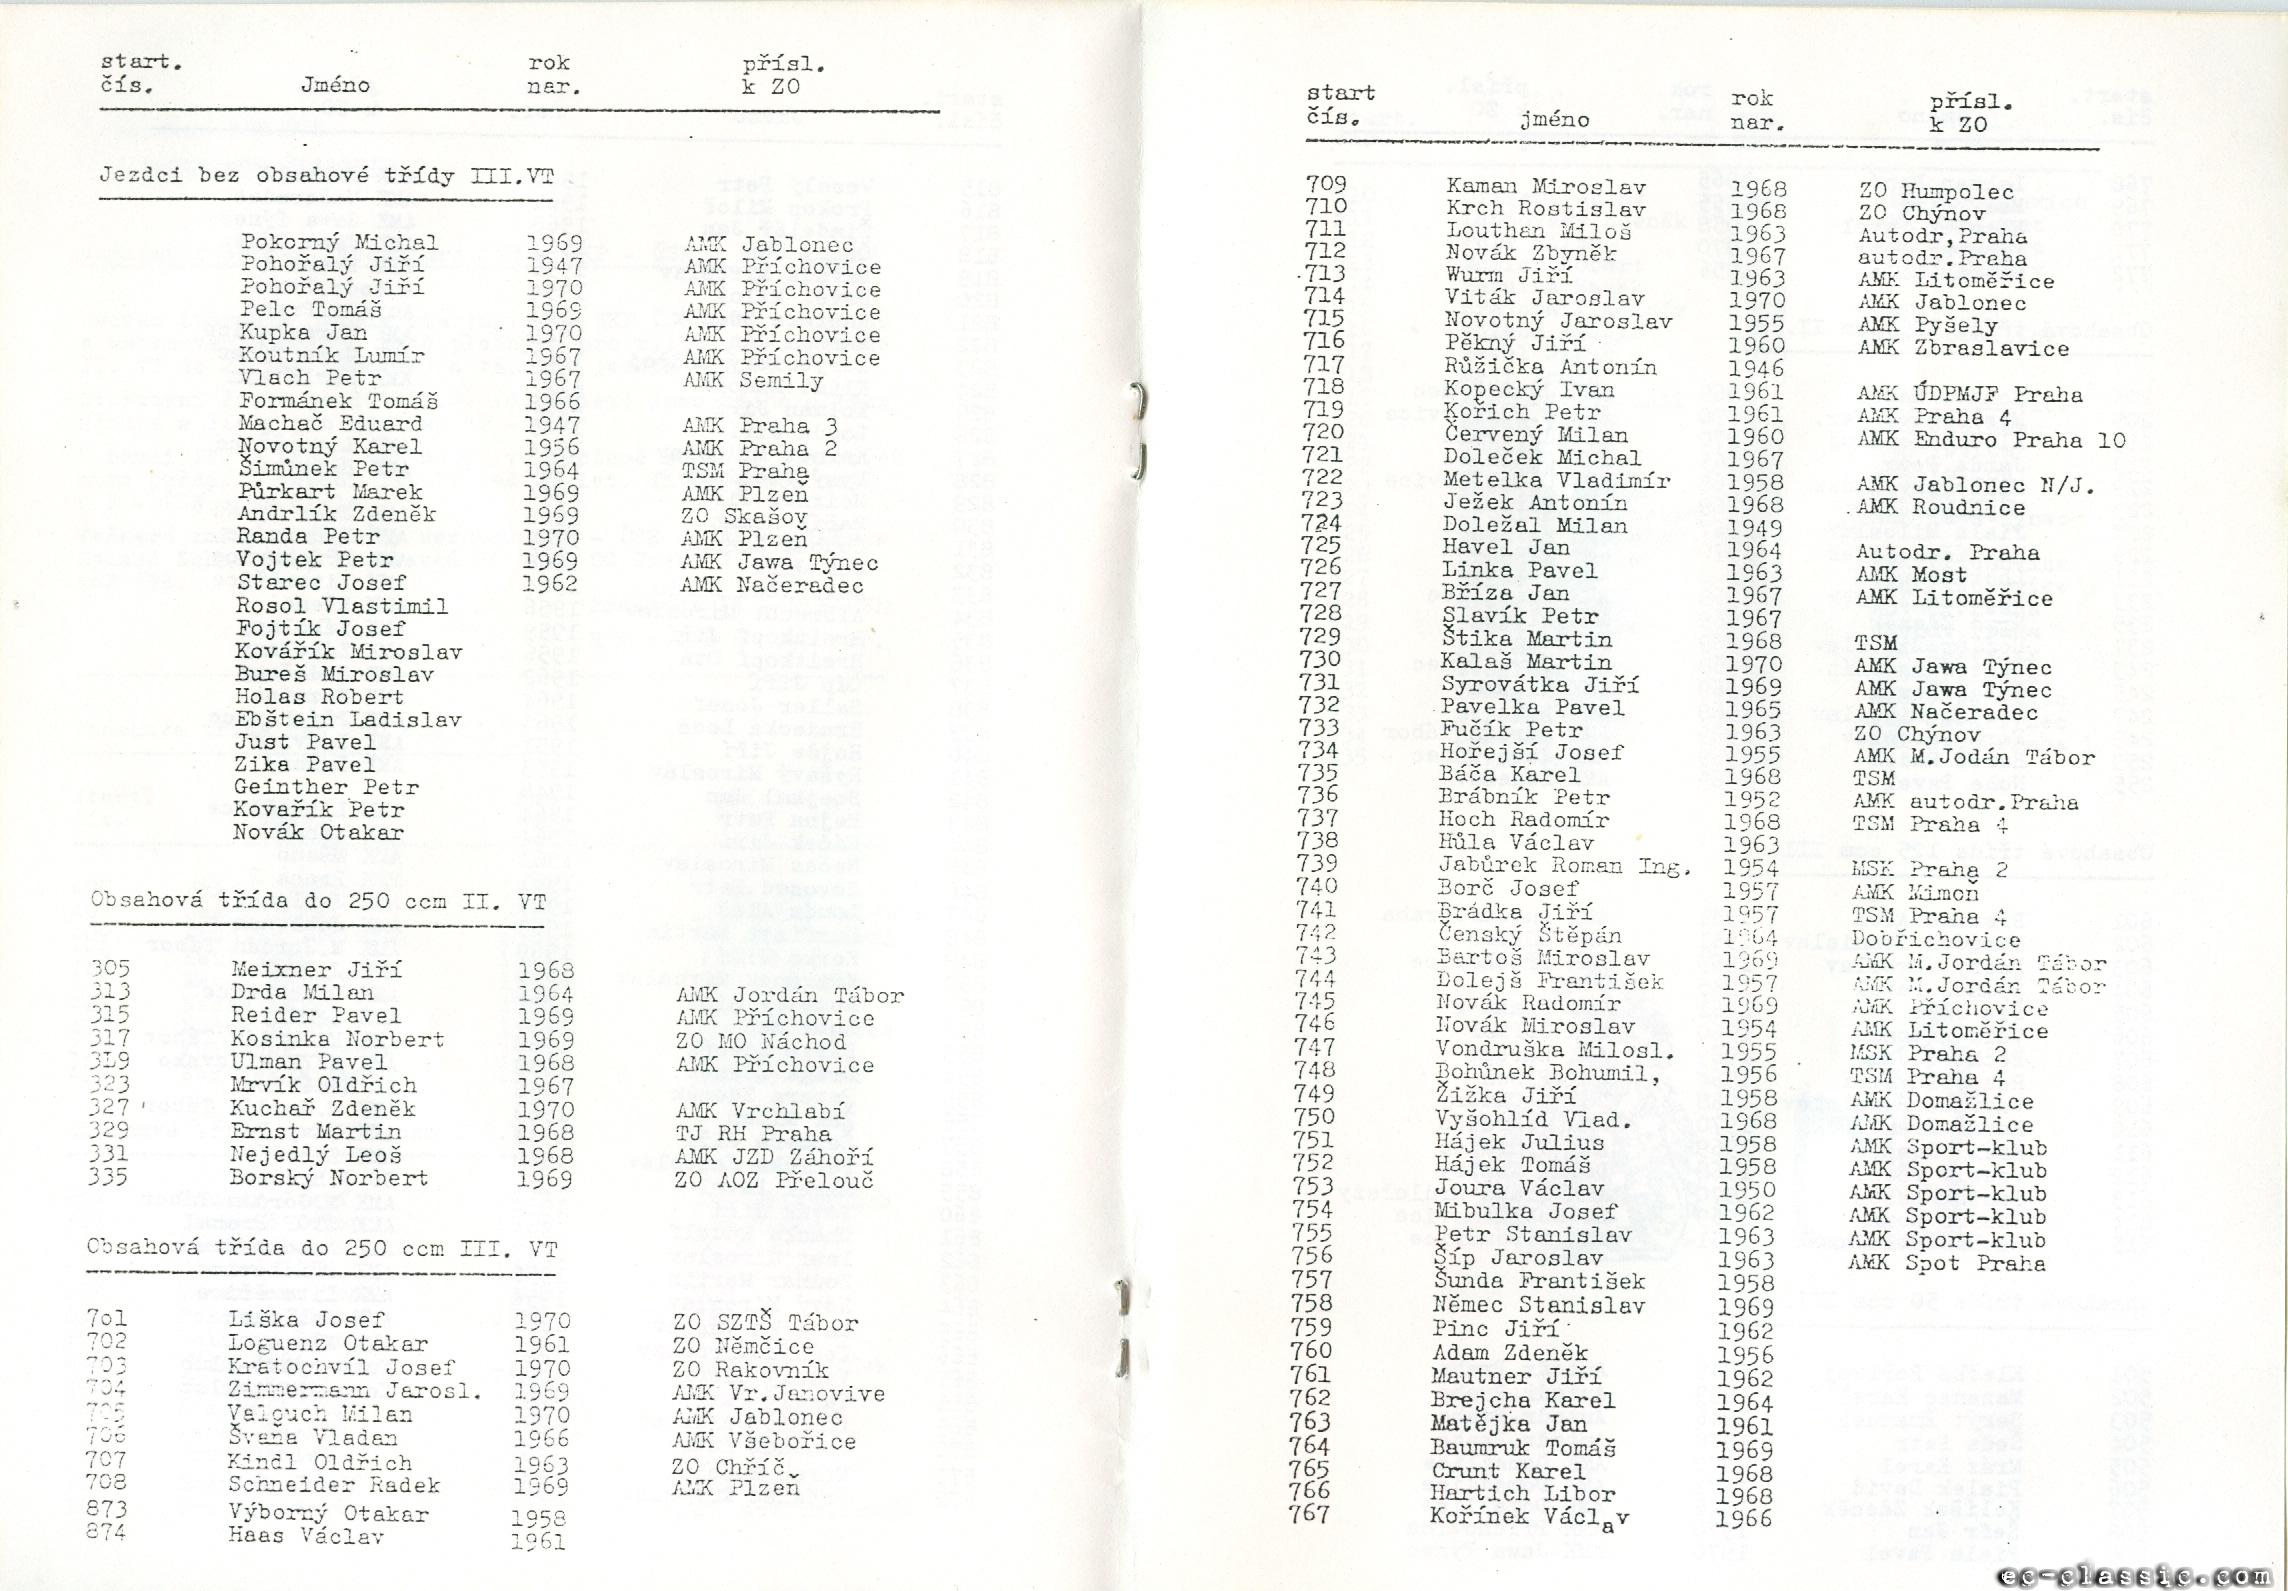 start. rok přísl.
čís. Jméno nar. k ZO
Jezdci bez obsahové třídy III.VT
Pokorný Michal 1969 AMK Jablonec
Pohořalý Jiří 1947 AMK Příchovice
Pohořalý Jiří 1970 AMK Příchovice
Pelc Tomáš 1969 AMK Příchovice
Kupka Jan 1970 AMK Příchovice
Koutník Lumír 1967 AMK Příchovice
Vlach Petr 1967 AMK Semily
Formánek Tomáš 1966
Machač Eduard 1947 AMK Praha 3
Novotný Karel 1956 AMK Praha 2
Šimůnek Petr 1964 TSM Praha
Půrkart Marek 1969 AMK Plzeň
Andrlík Zdeněk 1969 ZO Skašov
Randa Petr 1970 AMK Plzeň
Vojtek Petr 1969 AMK Jawa Týnec
Starec Josef 1962 AMK Načeradec
Rosol Vlastimil
Fojtík Josef
Kovářík Miroslav
Bureš Miroslav
Holas Robert
Ebštein Ladislav
Just Pavel
Zika Pavel
Geinther Petr
Kovařík Petr
Novák Otakar
Obsahová třída do 250 ccm II. VT
305 Meixner Jiří 1968
313 Drda Milan 1964 AMK Jordán Tábor
315 Reider Pavel 1969 AMK Příchovice
317 Kosinka Norbert 1969 ZO MO Náchod
319 Ulman Pavel 1968 AMK Příchovice
323 Mrvík Oldřich 1967
327 Kuchař Zdeněk 1970 AMK Vrchlabí
329 Ernst Martin 1968 TJ RH Praha
331 Nejedlý Leoš 1968 AMK JZD Záhoří
335 Borský Norbert 1969 ZO AOZ Přelouč
Obsahová třída do 250 ccm III. VT
7o1 Liška Josef 1970 ZO SZTŠ Tábor
702 Loguenz Otakar 1961 ZO Němčice
703 Kratochvíl Josef 1970 ZO Rakovník
704 Zimmermann Jarosl. 1969 AMK Vr.Janovive
705 Valouch Milan 1970 AMK Jablonec
706 Švaňa Vladan 1966 AMK Všebořice
707 Kindl Oldřich 1963 ZO Chříč
708 Schneider Radek 1969 AMK Plzeň
873 Výborný Otakar 1958
874 Haas Václav 1961
start rok přísl.
čís. jméno nar. k ZO
709 Kaman Miroslav 1968 ZO Humpolec
710 Krch Rostislav 1968 ZO Chýnov
711 Louthan Miloš 1963 Autodr,Praha
712 Novák Zbyněk 1967 autodr.Praha
713 Wurm Jiří 1963 AMK Litoměřice
714 Viták Jaroslav 1970 AMK Jablonec
715 Novotný Jaroslav 1955 AMK Pyšely
716 Pěkný Jiří 1960 AMK Zbraslavice
717 Růžička Antonín 1946
718 Kopecký Ivan 1961 AMK ÚDPMJF Praha
719 Kořich Petr 1961 AMK Praha 4
720 Červený Milan 1960 AMK Enduro Praha 10
721 Doleček Michal 1967
722 Metelka Vladimír 1958 AMK Jablonec N/J.
723 Ježek Antonín 1968 AMK Roudnice
724 Doležal Milan 1949
725 Havel Jan 1964 Autodr. Praha
726 Linka Pavel 1963 AMK Most
727 Bříza Jan 1967 AMK Litoměřice
728 Slavík Petr 1967
729 Štika Martin 1968 TSM
730 Kalaš Martin 1970 AMK Jawa Týnec
731 Syrovátka Jiří 1969 AMK Jawa Týnec
732 Pavelka Pavel 1965 AMK Načeradec
733 Fučík Petr 1963 ZO Chýnov
734 Hořejší Josef 1955 AMK M.Jodán Tábor
735 Báča Karel 1968 TSM
736 Brábník Petr 1952 AMK autodr.Praha
737 Hoch Radomír 1968 TSM Praha 4
738 Hůla Václav 1963
739 Jabůrek Roman Ing. 1954 MSK Praha 2
740 Borč Josef 1957 AMK Mimoň
741 Brádka Jiří 1957 TSM Praha 4
742 Čenský Štěpán 1964 Dobřichovice
743 Bartoš Miroslav 1969 AMK M.Jordán Tábor
744 Dolejš František 1957 AMK M.Jordán Tábor
745 Novák Radomír 1969 AMK Příchovice
746 Novák Miroslav 1954 AMK Litoměřice
747 Vondruška Milosl. 1955 MSK Praha 2
748 Bohůnek Bohumil, 1956 TSM Praha 4
749 Žižka Jiří 1958 AMK Domažlice
750 Vyšohlíd Vlad. 1968 AMK Domažlice
751 Hájek Julius 1958 AMK Sport-klub
752 Hájek Tomáš 1958 AMK Sport-klub
753 Joura Václav 1950 AMK Sport-klub
754 Mibulka Josef 1962 AMK Sport-klub
755 Petr Stanislav 1963 AMK Sport-klub
756 Šíp Jaroslav 1963 AMK Spot Praha
757 Šunda František 1958
758 Němec Stanislav 1969
759 Pinc Jiří 1962
760 Adam Zdeněk 1956
761 Mautner Jiří 1962
762 Brejcha Karel 1964
763 Matějka Jan 1961
764 Baumruk Tomáš 1969
765 Crunt Karel 1968
766 Hartich Libor 1968
767 Kořínek Václav 1966
ec-classic.com